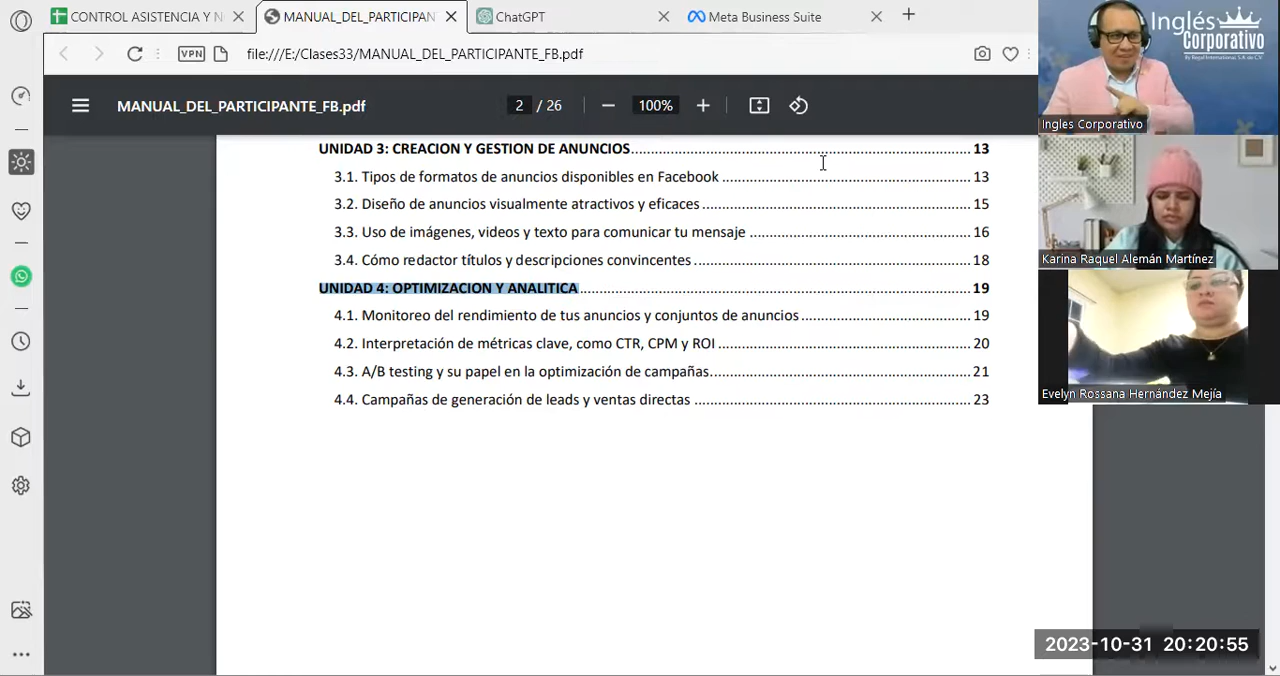 CONTROL ASISTENCIA Y N
MANUAL_DEL_PARTICIPAN
ChatGPT
Meta Business Suite
VPN
file:///E:/Clases33/MANUAL_DEL_PARTICIPANTE_FB.pdf
MANUAL_DEL_PARTICIPANTE_FB.pdf
2 / 26
100%
UNIDAD 3: CREACION Y GESTION DE ANUNCIOS 13
3.1. Tipos de formatos de anuncios disponibles en Facebook 13
3.2. Diseño de anuncios visualmente atractivos y eficaces 15
3.3. Uso de imágenes, videos y texto para comunicar tu mensaje 16
3.4. Cómo redactor títulos y descripciones convincentes 18
UNIDAD 4: OPTIMIZACION Y ANALITICA 19
4.1. Monitoreo del rendimiento de tus anuncios y conjuntos de anuncios 19
4.2. Interpretación de métricas clave, como CTR, CPM y ROI 20
4.3. A/B testing y su papel en la optimización de campañas 21
4.4. Campañas de generación de leads y ventas directas 23
Inglés
Corporativo
By Regal International, S.A. de C.V.
Ingles Corporativo
Karina Raquel Alemán Martínez
Evelyn Rossana Hernández Mejía
2023-10-31 20:20:55